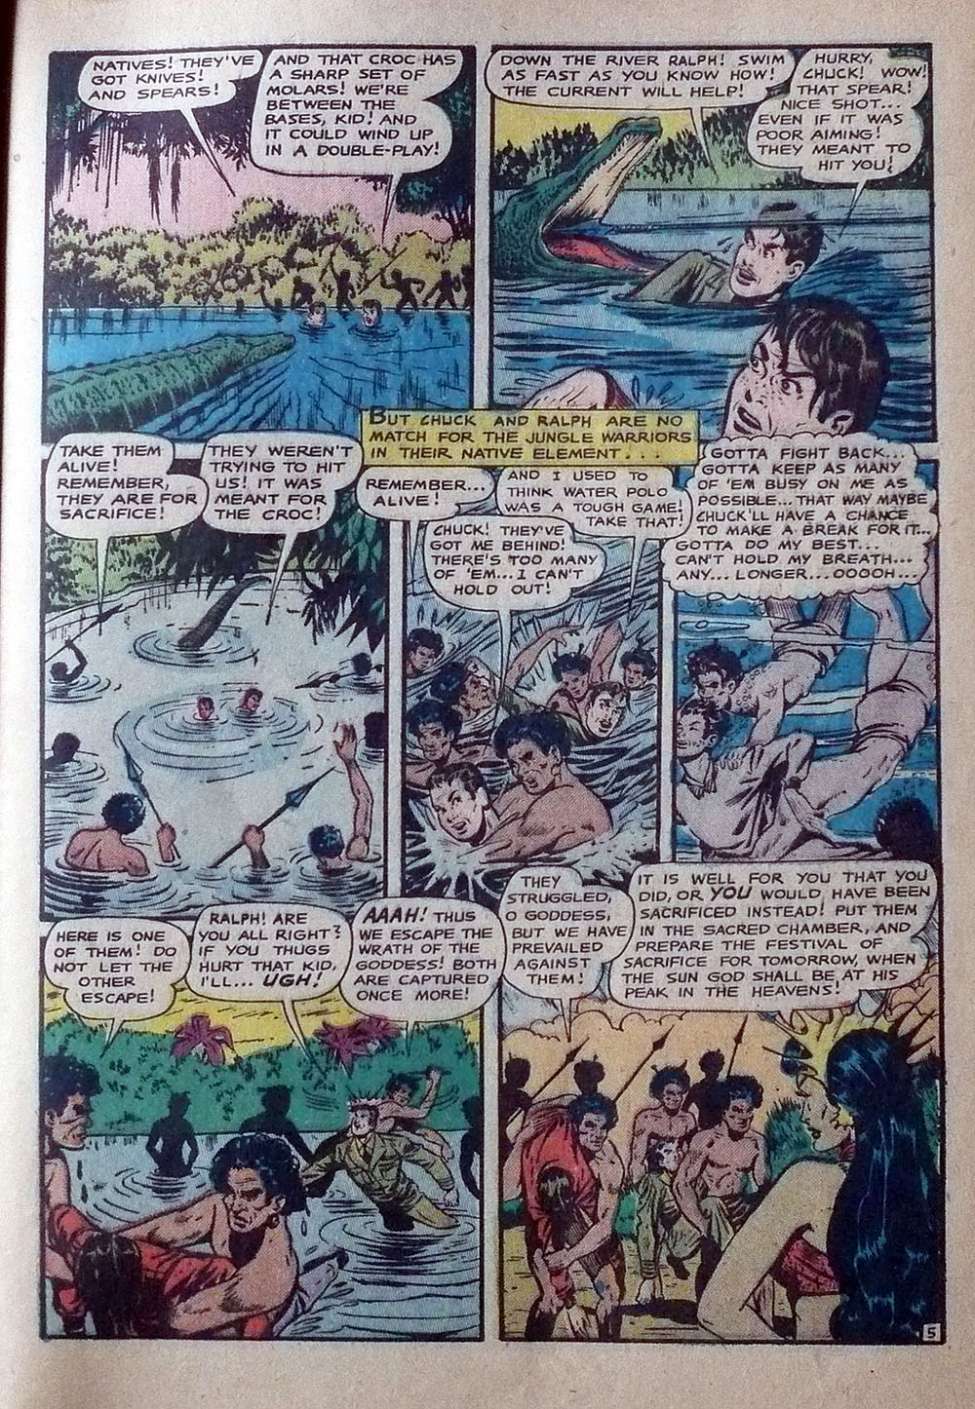 NATIVES! THEY'VE
GOT KNIVES!
AND SPEARS!
AND THAT CROC HAS
A SHARP SET OF
MOLARS! WE'RE
BETWEEN THE
BASES, KID! AND
IT COULD WIND UP
IN A DOUBLE-PLAY!
DOWN THE RIVER RALPH! SWIM
AS FAST AS YOU KNOW HOW!
THE CURRENT WILL HELP!
HURRY,
CHUCK! WOW!
THAT SPEAR!
NICE SHOT...
EVEN IF IT WAS
POOR AIMING!
THEY MEANT TO
HIT YOU!
BUT CHUCK AND RALPH ARE NO
MATCH FOR THE JUNGLE WARRIORS
IN THEIR NATIVE ELEMENT...
TAKE THEM
ALIVE!
REMEMBER,
THEY ARE FOR
SACRIFICE!
THEY WEREN'T
TRYING TO HIT
US! IT WAS
MEANT FOR
THE CROC!
REMEMBER...
ALIVE!
CHUCK! THEY'VE
GOT ME BEHIND!
THERE'S TOO MANY
OF 'EM... I CAN'T
HOLD OUT!
AND I USED TO
THINK WATER POLO
WAS A TOUGH GAME!
TAKE THAT!
GOTTA FIGHT BACK...
GOTTA KEEP AS MANY
OF 'EM BUSY ON ME AS
POSSIBLE... THAT WAY MAYBE
CHUCK'LL HAVE A CHANCE
TO MAKE A BREAK FOR IT...
GOTTA DO MY BEST...
CAN'T HOLD MY BREATH...
ANY... LONGER... OOOOH...
HERE IS ONE
OF THEM! DO
NOT LET THE
OTHER
ESCAPE!
RALPH! ARE
YOU ALL RIGHT?
IF YOU THUGS
HURT THAT KID,
I'LL... UGH!
AAAH! THUS
WE ESCAPE THE
WRATH OF THE
GODDESS! BOTH
ARE CAPTURED
ONCE MORE!
THEY
STRUGGLED,
O GODDESS,
BUT WE HAVE
PREVAILED
AGAINST
THEM!
IT IS WELL FOR YOU THAT YOU
DID, OR YOU WOULD HAVE BEEN
SACRIFICED INSTEAD! PUT THEM
IN THE SACRED CHAMBER, AND
PREPARE THE FESTIVAL OF
SACRIFICE FOR TOMORROW, WHEN
THE SUN GOD SHALL BE AT HIS
PEAK IN THE HEAVENS!
5